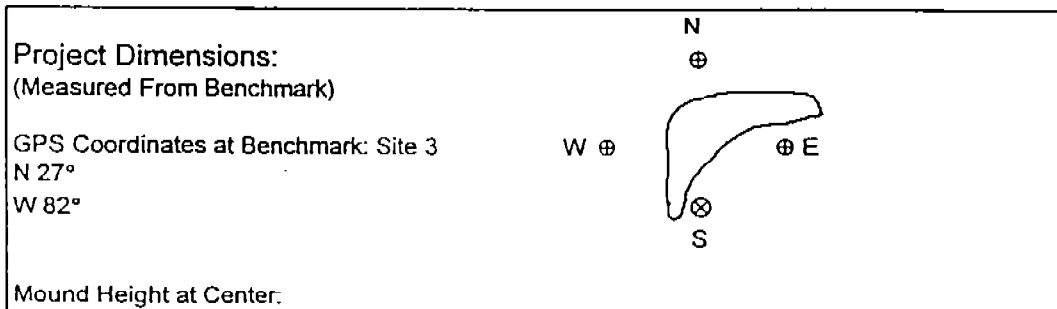 N
Project Dimensions:
(Measured From Benchmark)
GPS Coordinates at Benchmark: Site 3
W E
N 27°
W 82°
S
Mound Height at Center: